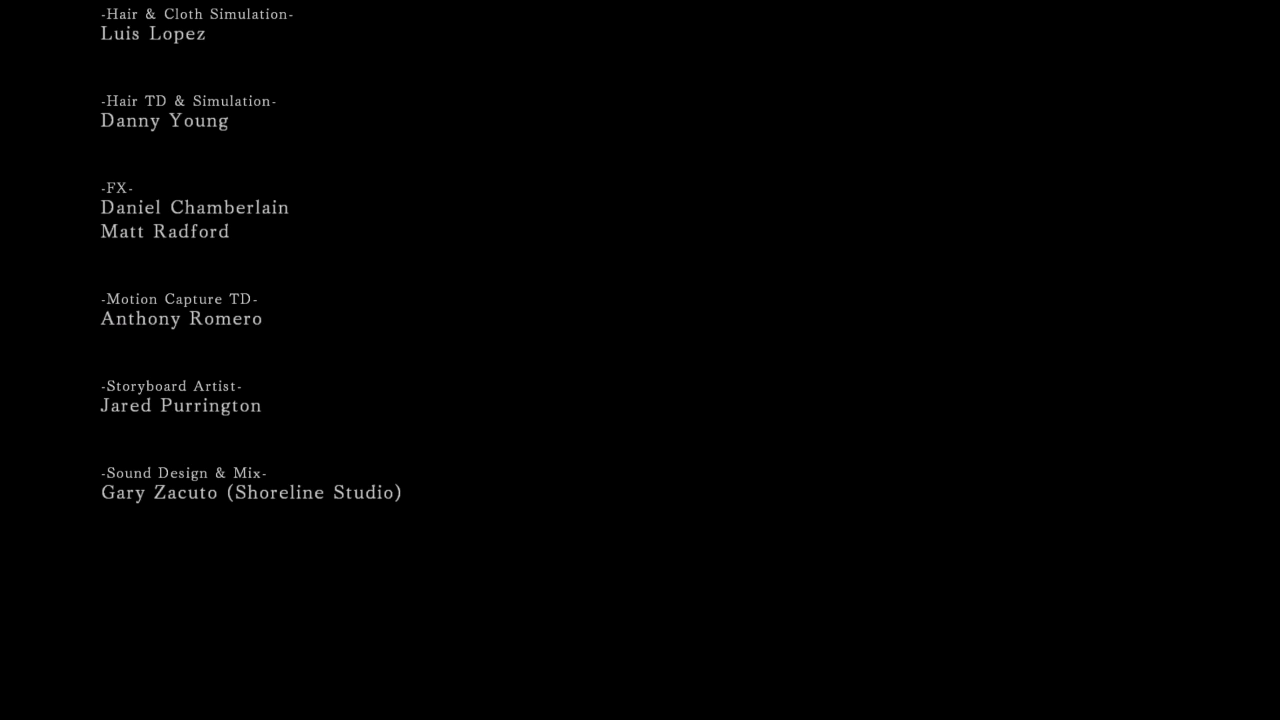 -Hair & Cloth Simulation-
Luis Lopez
-Hair TD & Simulation-
Danny Young
-FX-
Daniel Chamberlain
Matt Radford
-Motion Capture TD-
Anthony Romero
-Storyboard Artist-
Jared Purrington
-Sound Design & Mix-
Gary Zacuto (Shoreline Studio)